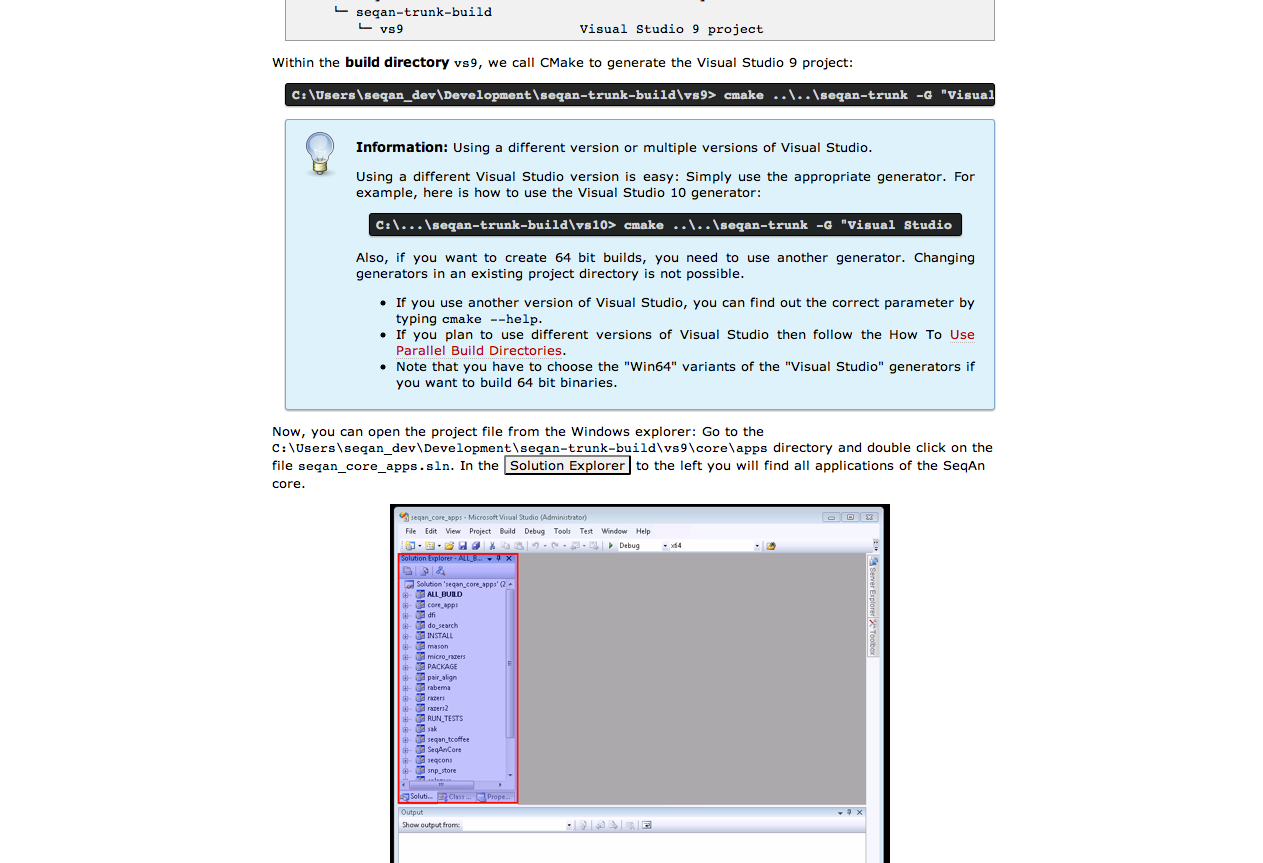 └─ seqan-trunk-build
└─ vs9 Visual Studio 9 project
Within the build directory vs9, we call CMake to generate the Visual Studio 9 project:
C:\Users\seqan_dev\Development\seqan-trunk-build\vs9> cmake ..\..\seqan-trunk -G "Visual
Information: Using a different version or multiple versions of Visual Studio.
Using a different Visual Studio version is easy: Simply use the appropriate generator. For
example, here is how to use the Visual Studio 10 generator:
C:\...\seqan-trunk-build\vs10> cmake ..\..\seqan-trunk -G "Visual Studio
Also, if you want to create 64 bit builds, you need to use another generator. Changing
generators in an existing project directory is not possible.
• If you use another version of Visual Studio, you can find out the correct parameter by
typing cmake --help.
• If you plan to use different versions of Visual Studio then follow the How To Use
Parallel Build Directories.
• Note that you have to choose the "Win64" variants of the "Visual Studio" generators if
you want to build 64 bit binaries.
Now, you can open the project file from the Windows explorer: Go to the
C:\Users\seqan_dev\Development\seqan-trunk-build\vs9\core\apps directory and double click on the
file seqan_core_apps.sln. In the Solution Explorer to the left you will find all applications of the SeqAn
core.
seqan_core_apps - Microsoft Visual Studio (Administrator)
File Edit View Project Build Debug Tools Test Window Help
Debug x64
Solution Explorer - ALL_B...
Solution 'seqan_core_apps' (2
ALL_BUILD
core_apps
dfi
do_search
INSTALL
mason
micro_razers
PACKAGE
pair_align
rabema
razers
razers2
RUN_TESTS
sak
seqan_tcoffee
SeqAnCore
seqcons
snp_store
Soluti... Class ... Prope...
Server Explorer
Toolbox
Output
Show output from: